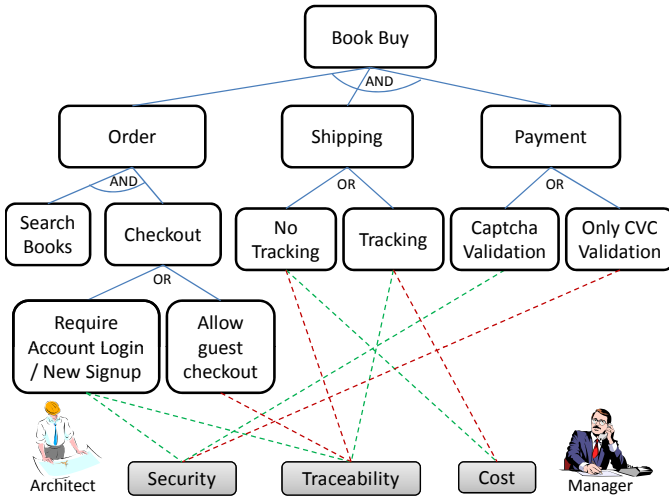 Book Buy
AND
Order
Shipping
Payment
AND
OR
OR
Search
Books
Checkout
No
Tracking
Tracking
Captcha
Validation
Only CVC
Validation
OR
Require
Account Login
/ New Signup
Allow
guest
checkout
Architect
Security
Traceability
Cost
Manager